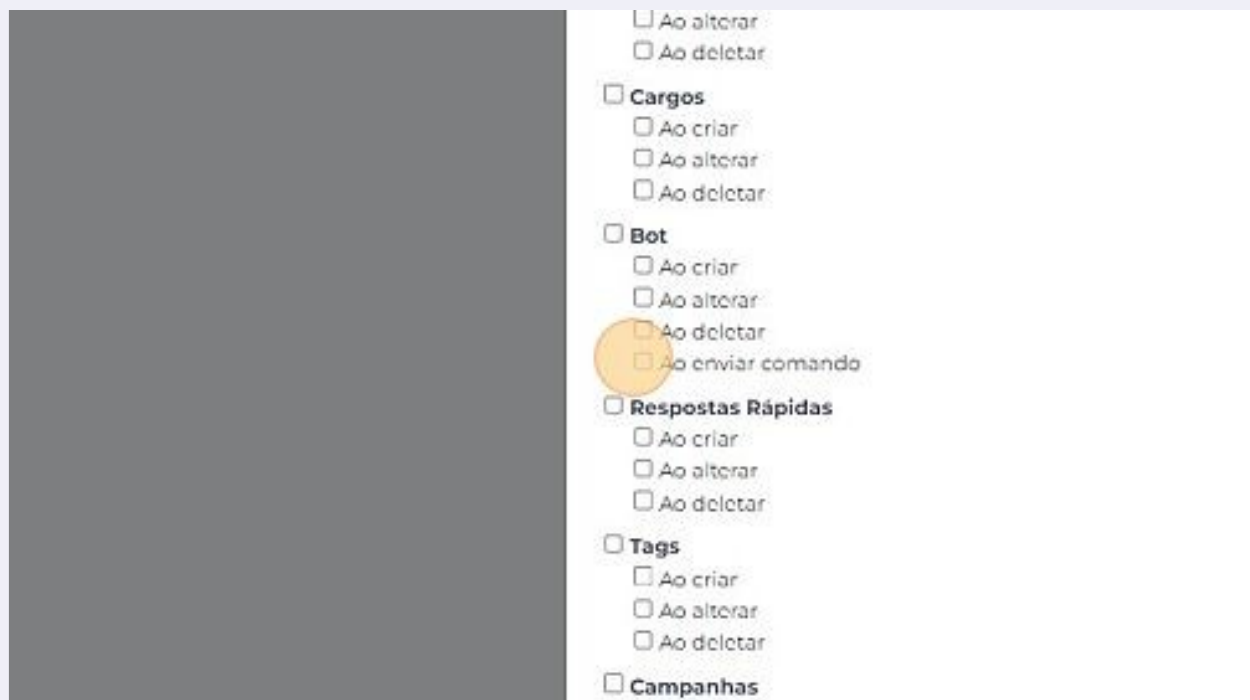 Ao alterar
Ao deletar
Cargos
Ao criar
Ao alterar
Ao deletar
Bot
Ao criar
Ao alterar
Ao deletar
Ao enviar comando
Respostas Rápidas
Ao criar
Ao alterar
Ao deletar
Tags
Ao criar
Ao alterar
Ao deletar
Campanhas